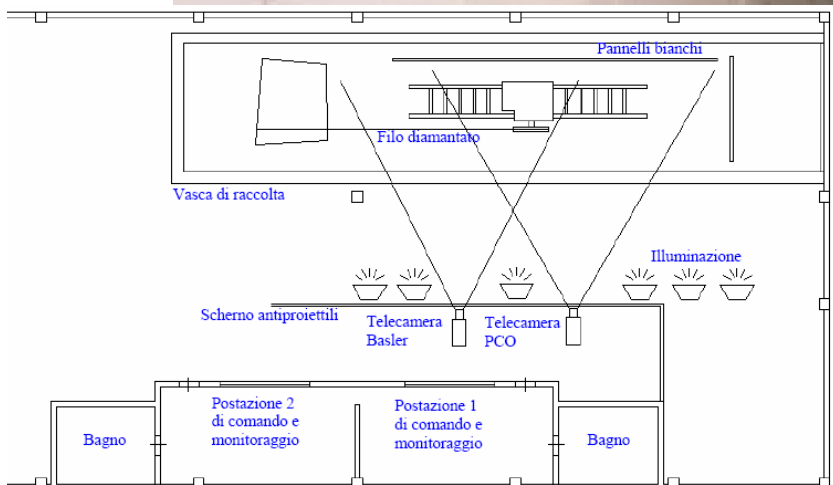 Pannelli bianchi
Filo diamantato
Vasca di raccolta
Illuminazione
Scherno antiproiettili
Telecamera
Basler
Telecamera
PCO
Postazione 2
di comando e
monitoraggio
Postazione 1
di comando e
monitoraggio
Bagno
Bagno